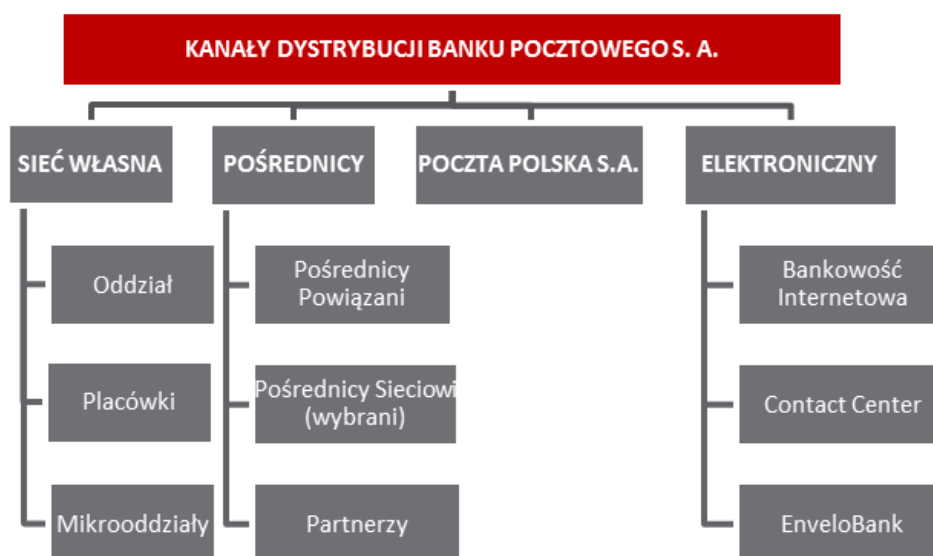 KANAŁY DYSTRYBUCJI BANKU POCZTOWEGO S. A.
SIEĆ WŁASNA
POŚREDNICY
POCZTA POLSKA S.A.
ELEKTRONICZNY
Oddział
Placówki
Mikrooddziały
Pośrednicy
Powiązani
Pośrednicy Sieciowi
(wybrani)
Partnerzy
Bankowość
Internetowa
Contact Center
EnveloBank